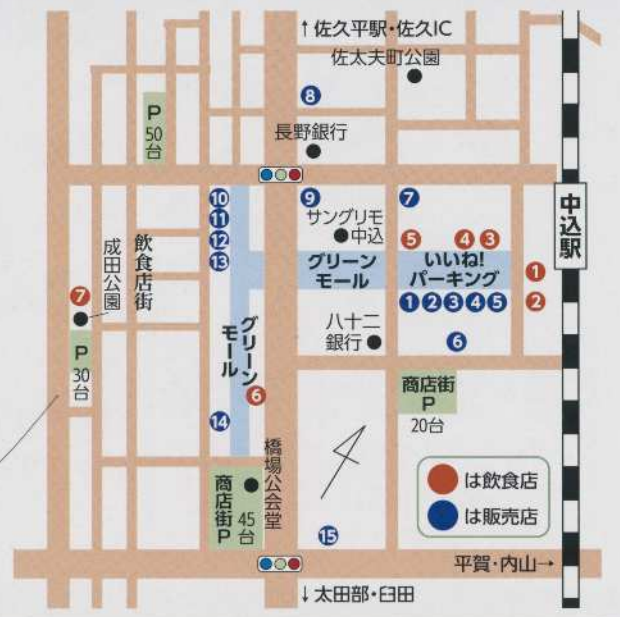 ↑佐久平駅・佐久IC
佐太夫町公園
8
P
50
台
長野銀行
10
11
12
13
9
サングリモ
中込
7
5
4
3
中込駅
成田公園
飲食店街
グリーン
モール
いいね!
パーキング
1
2
7
1
2
3
4
5
P
30
台
グリーン
モール
八十二
銀行
6
6
商店街
P
20台
14
橋場公会堂
商店街P
45
台
は飲食店
は販売店
15
平賀・内山→
↓太田部・臼田